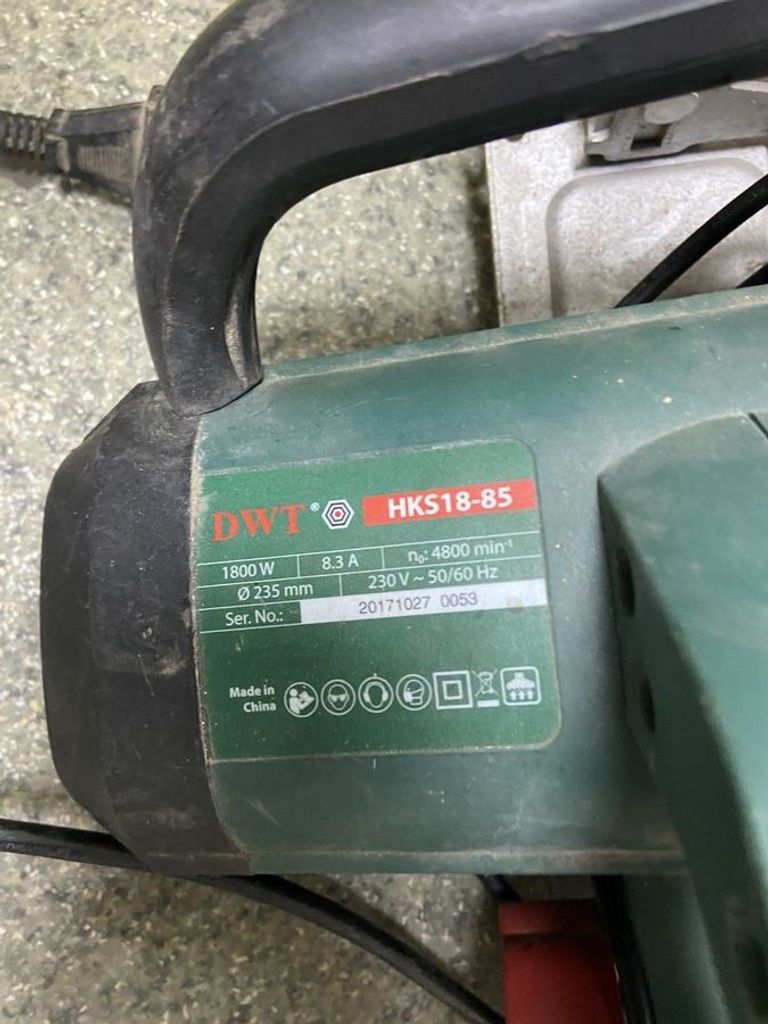 DWT® HKS18-85
1800 W 8.3 A n₀: 4800 min⁻¹
Ø 235 mm 230 V ~ 50/60 Hz
Ser. No.: 20171027 0053
Made in
China